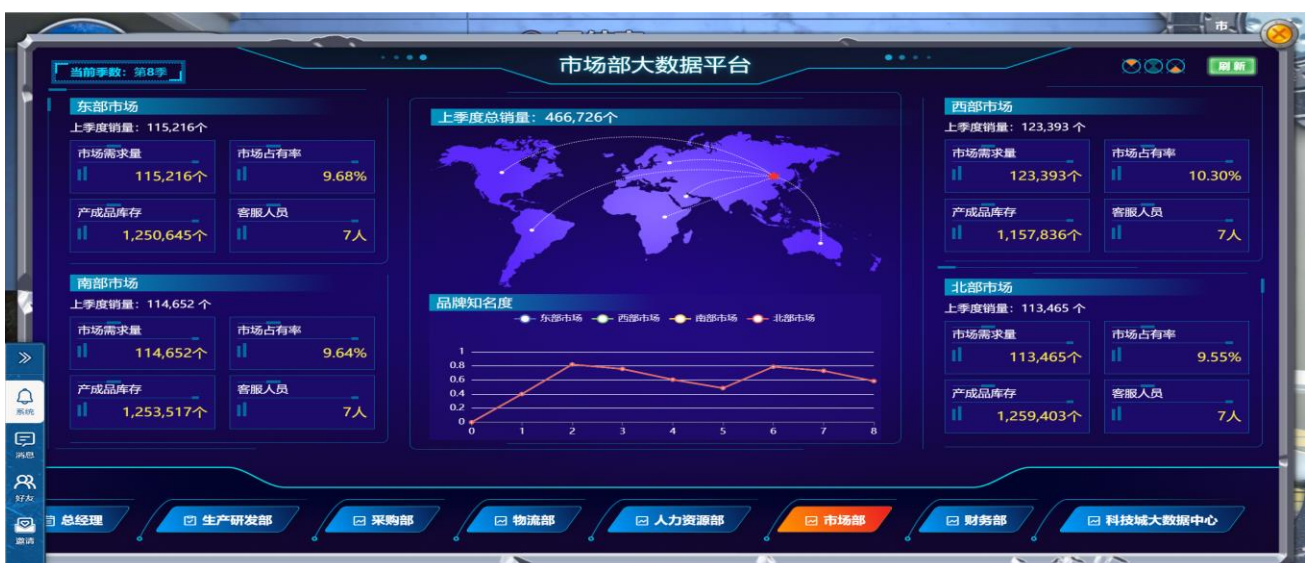 市
市场部大数据平台
当前季数：第8季
刷新
东部市场
上季度销量：115,216个
市场需求量
115,216个
市场占有率
9.68%
产成品库存
1,250,645个
客服人员
7人
南部市场
上季度销量：114,652 个
市场需求量
114,652个
市场占有率
9.64%
产成品库存
1,253,517个
客服人员
7人
上季度总销量：466,726个
品牌知名度
东部市场 西部市场 南部市场 北部市场
1
0.8
0.6
0.4
0.2
0
0 1 2 3 4 5 6 7 8
西部市场
上季度销量：123,393 个
市场需求量
123,393个
市场占有率
10.30%
产成品库存
1,157,836个
客服人员
7人
北部市场
上季度销量：113,465 个
市场需求量
113,465个
市场占有率
9.55%
产成品库存
1,259,403个
客服人员
7人
系统
消息
好友
邀请
总经理 生产研发部 采购部 物流部 人力资源部 市场部 财务部 科技城大数据中心